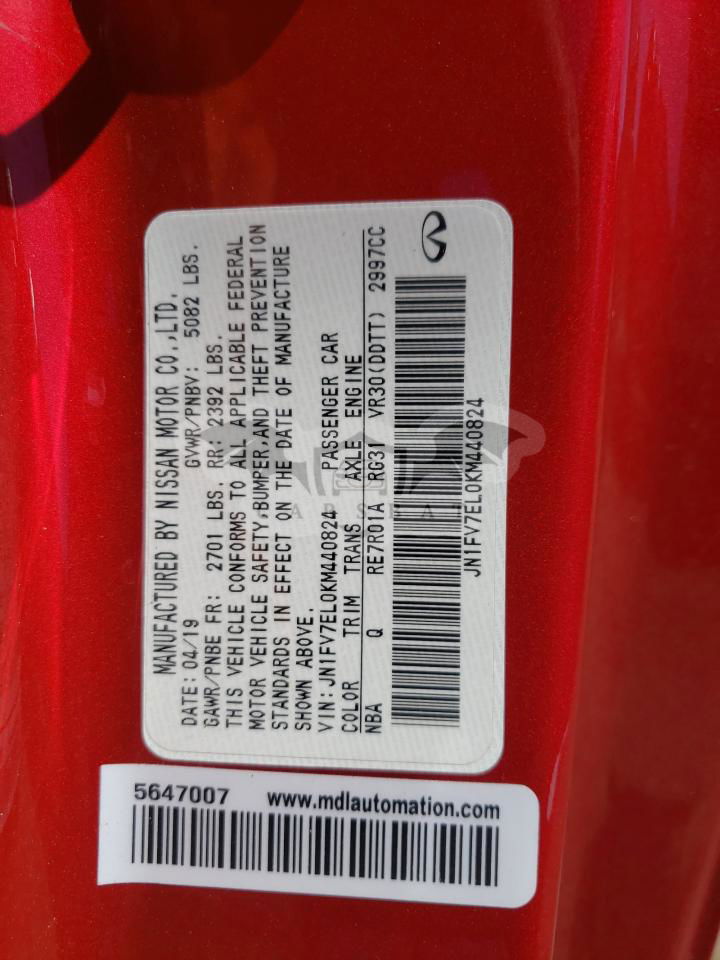 MANUFACTURED BY NISSAN MOTOR CO.,LTD.
DATE: 04/19 GVWR/PNBV: 5082 LBS.
GAWR/PNBE FR: 2701 LBS. RR: 2392 LBS.
THIS VEHICLE CONFORMS TO ALL APPLICABLE FEDERAL
MOTOR VEHICLE SAFETY,BUMPER,AND THEFT PREVENTION
STANDARDS IN EFFECT ON THE DATE OF MANUFACTURE
SHOWN ABOVE.
VIN: JN1FV7EL0KM440824 PASSENGER CAR
COLOR TRIM TRANS AXLE ENGINE
NBA Q RE7R01A RG31 VR30(DDTT) 2997CC
JN1FV7EL0KM440824
5647007 www.mdlautomation.com